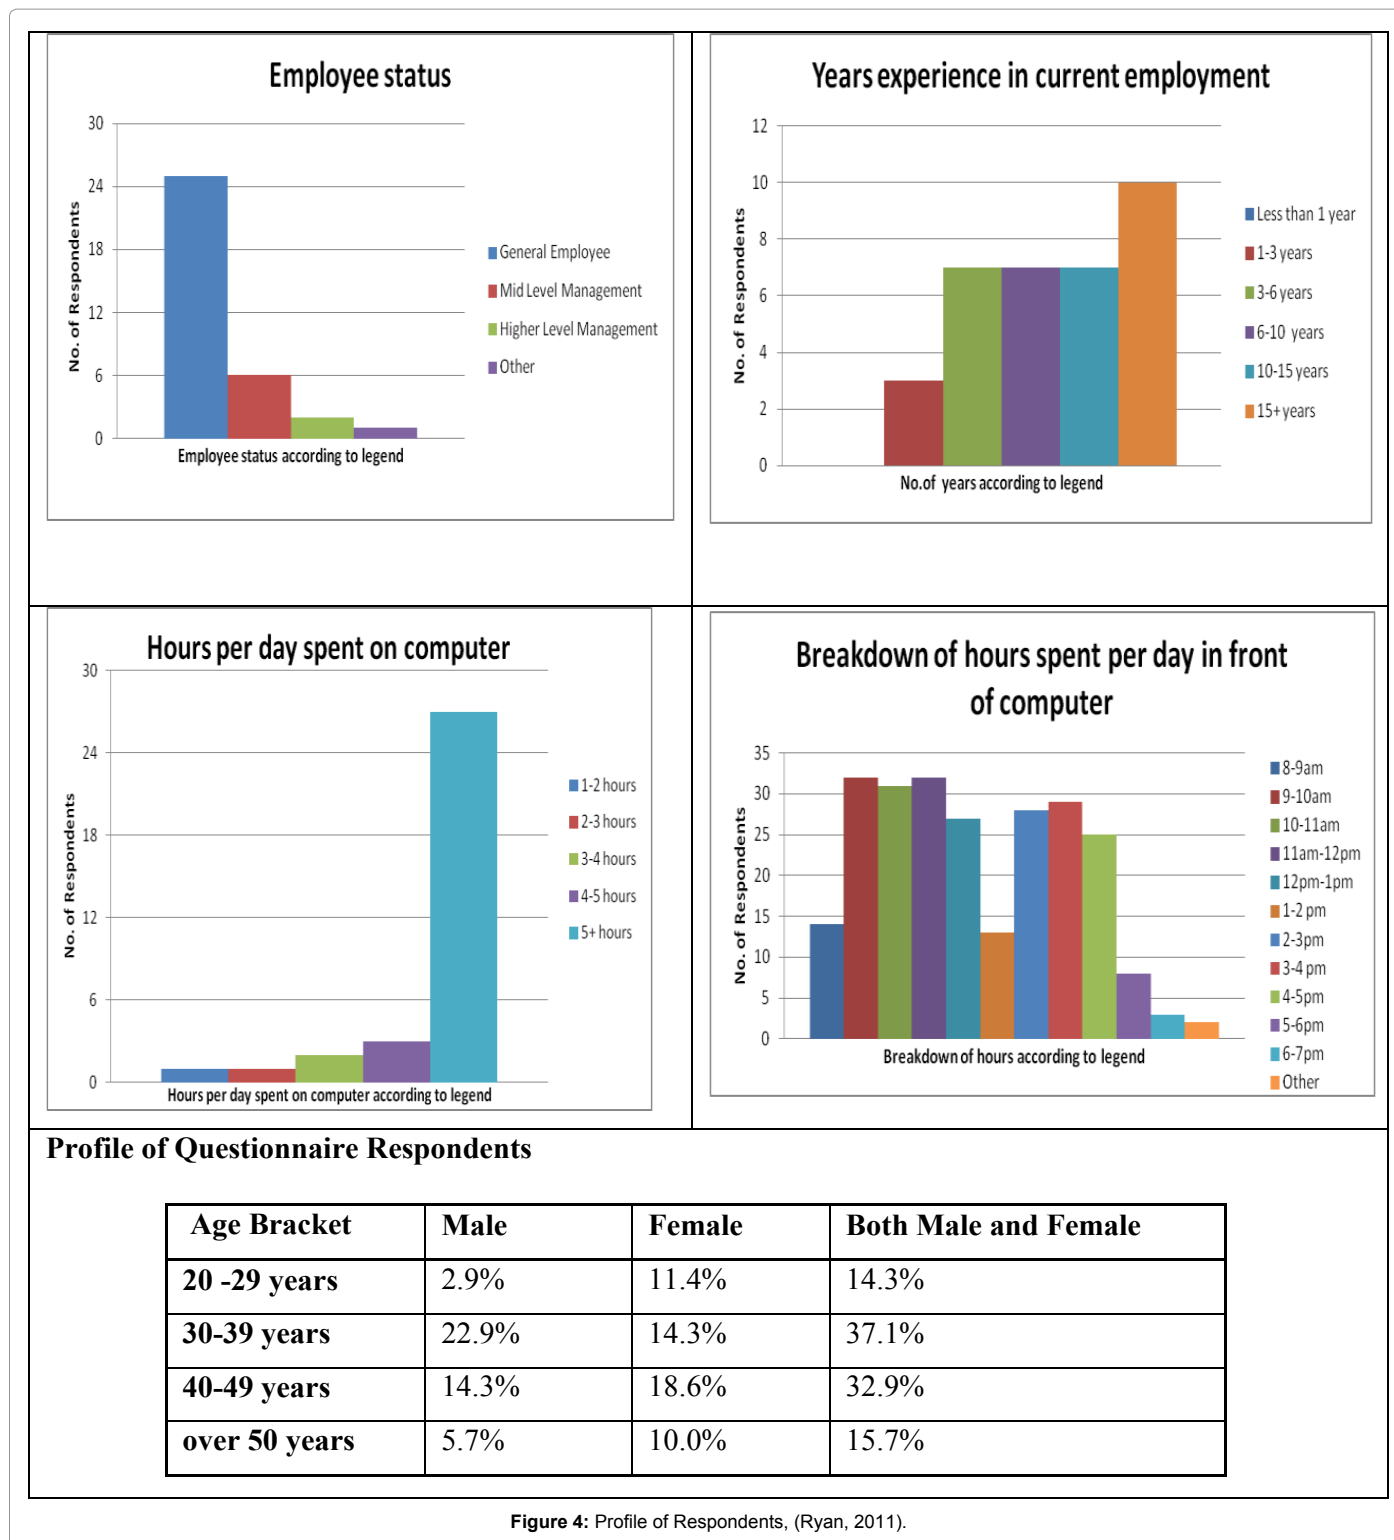 Employee status
30
24
18
12
6
0
No. of Respondents
Employee status according to legend
General Employee
Mid Level Management
Higher Level Management
Other
Years experience in current employment
12
10
8
6
4
2
0
No. of Respondents
No.of years according to legend
Less than 1 year
1-3 years
3-6 years
6-10 years
10-15 years
15+ years
Hours per day spent on computer
30
24
18
12
6
0
No. of Respondents
Hours per day spent on computer according to legend
1-2 hours
2-3 hours
3-4 hours
4-5 hours
5+ hours
Breakdown of hours spent per day in front
of computer
35
30
25
20
15
10
5
0
No. of Respondents
Breakdown of hours according to legend
8-9am
9-10am
10-11am
11am-12pm
12pm-1pm
1-2 pm
2-3pm
3-4 pm
4-5pm
5-6pm
6-7pm
Other
Profile of Questionnaire Respondents
Age Bracket Male Female Both Male and Female
20 -29 years 2.9% 11.4% 14.3%
30-39 years 22.9% 14.3% 37.1%
40-49 years 14.3% 18.6% 32.9%
over 50 years 5.7% 10.0% 15.7%
Figure 4: Profile of Respondents, (Ryan, 2011).